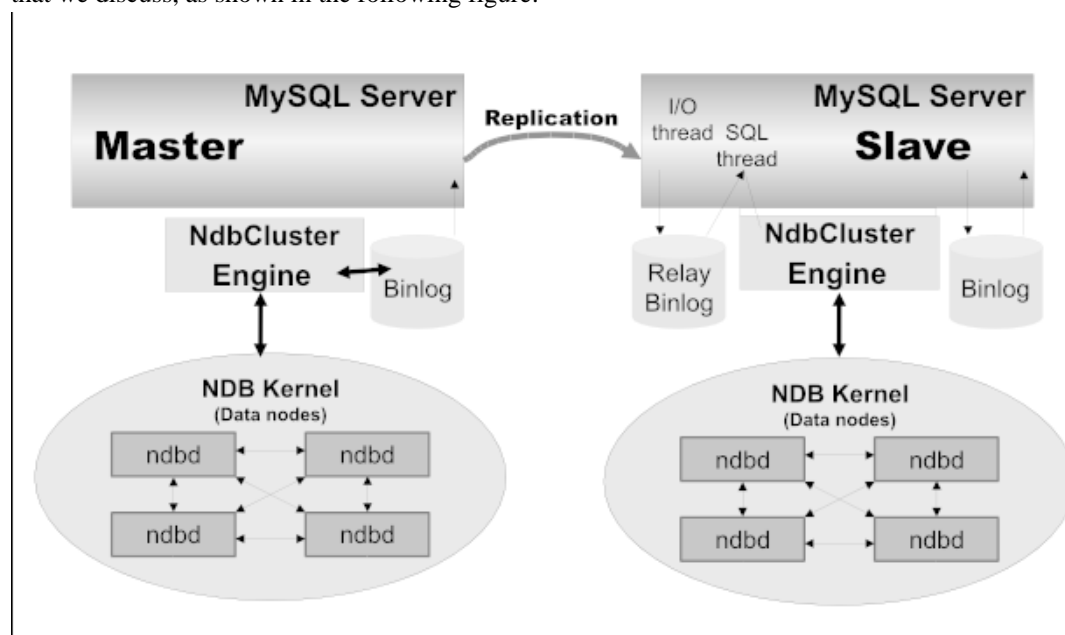 that we discuss, as shown in the following figure:
MySQL Server
Master
Replication
MySQL Server
I/O
thread
SQL
thread
Slave
NdbCluster
Engine
Binlog
Relay
Binlog
NdbCluster
Engine
Binlog
NDB Kernel
(Data nodes)
ndbd
ndbd
ndbd
ndbd
NDB Kernel
(Data nodes)
ndbd
ndbd
ndbd
ndbd